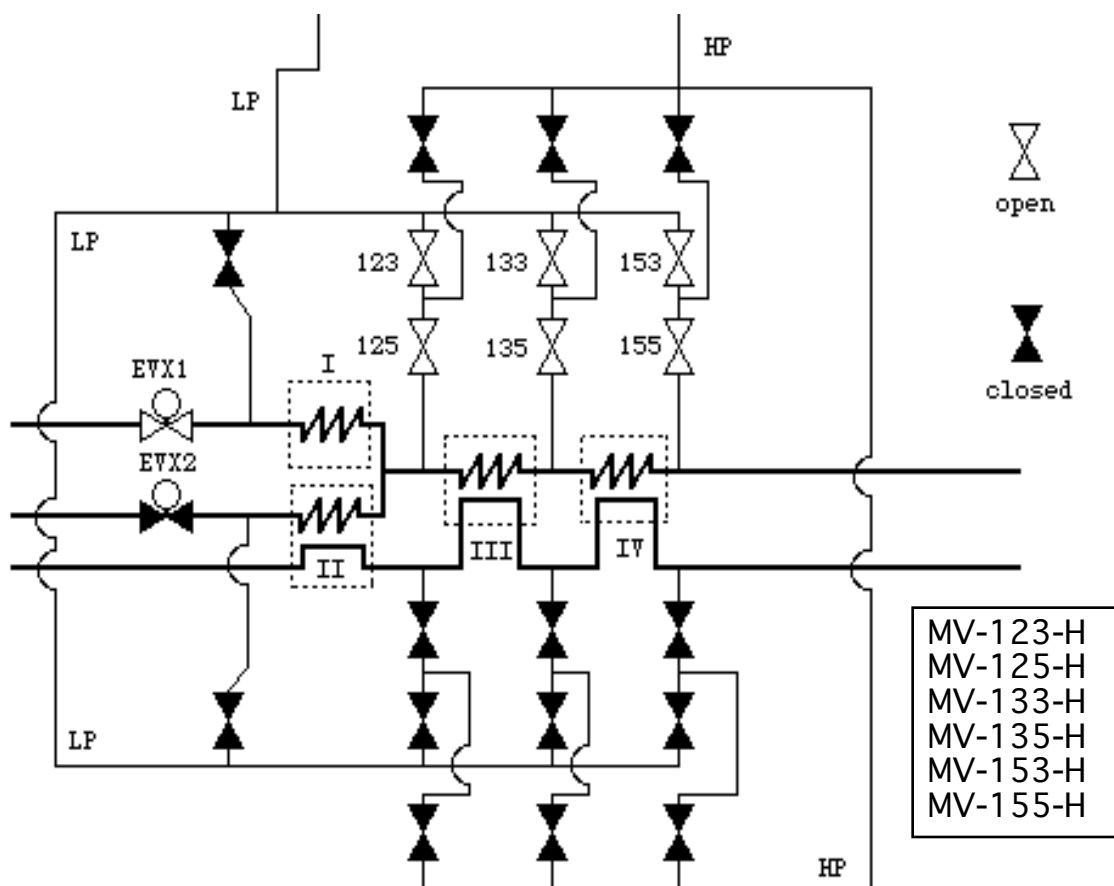 HP
LP
open
LP
123
133
153
125
135
155
I
EVX1
closed
EVX2
III
IV
II
MV-123-H
MV-125-H
MV-133-H
MV-135-H
MV-153-H
MV-155-H
LP
HP